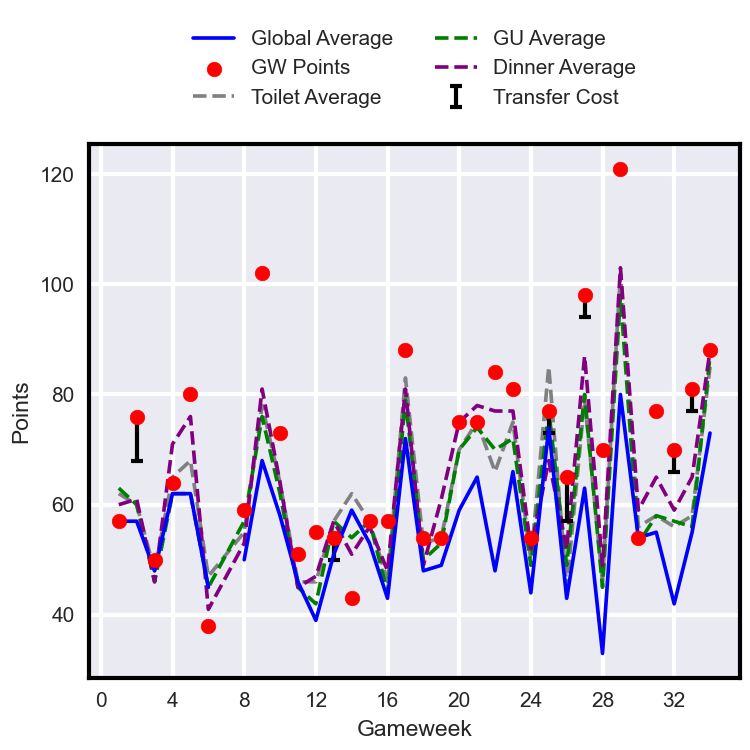 Global Average
GW Points
Toilet Average
GU Average
Dinner Average
Transfer Cost
120
100
80
60
40
Points
0 4 8 12 16 20 24 28 32
Gameweek